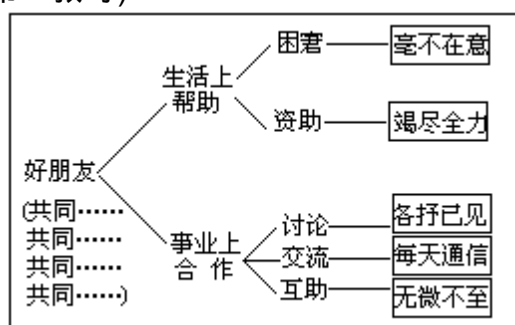 困窘
毫不在意
生活上
帮助
资助
竭尽全力
好朋友
(共同……
共同……
共同……
共同……)
事业上
合 作
讨论
各抒已见
交流
每天通信
互助
无微不至